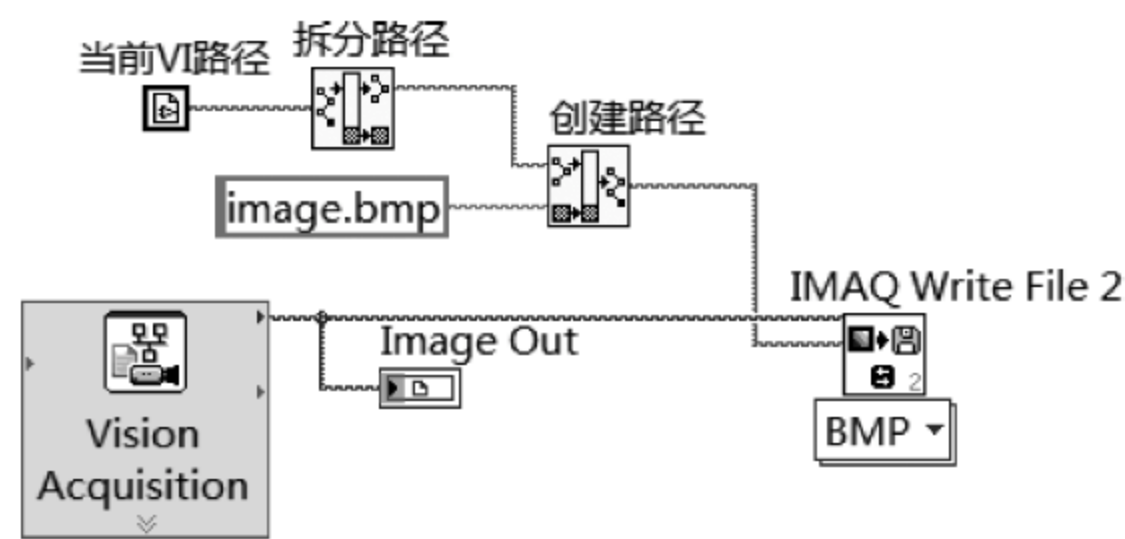 当前VI路径
拆分路径
创建路径
image.bmp
IMAQ Write File 2
Image Out
2
Vision
Acquisition
BMP